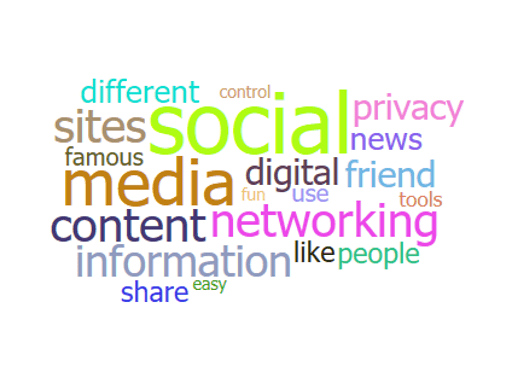 different control
sites social privacy
news
famous
media digital friend
fun use tools
content networking
information like people
share easy